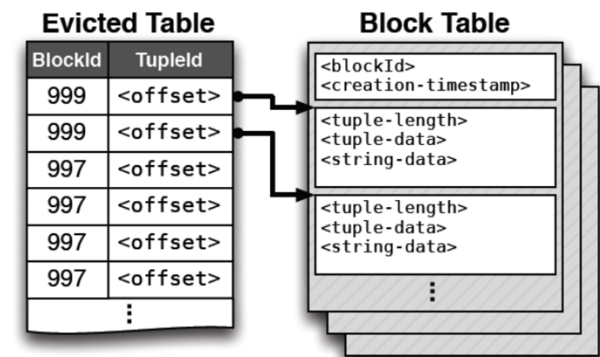 Evicted Table
BlockId TupleId
999 <offset>
999 <offset>
997 <offset>
997 <offset>
997 <offset>
997 <offset>
Block Table
<blockId>
<creation-timestamp>
<tuple-length>
<tuple-data>
<string-data>
<tuple-length>
<tuple-data>
<string-data>